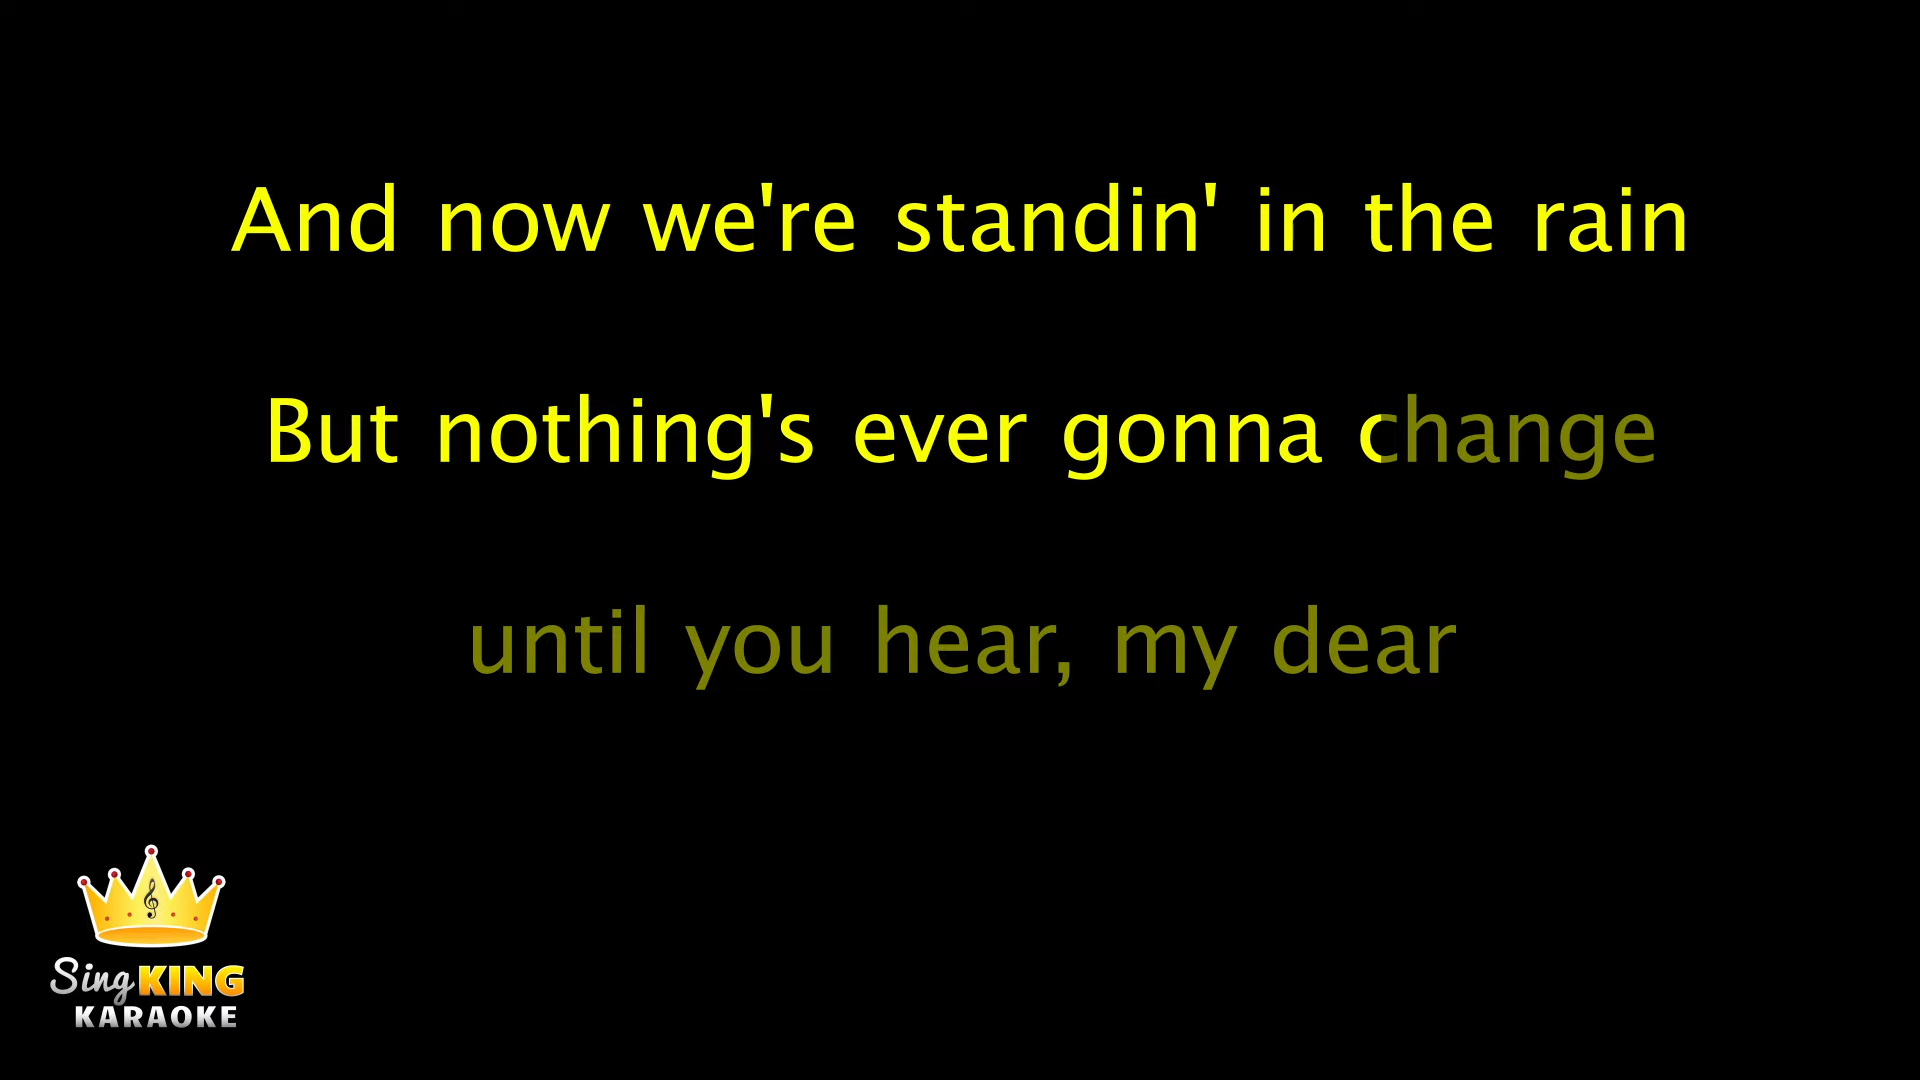 And now we're standin' in the rain
But nothing's ever gonna change
until you hear, my dear
Sing KING
KARAOKE